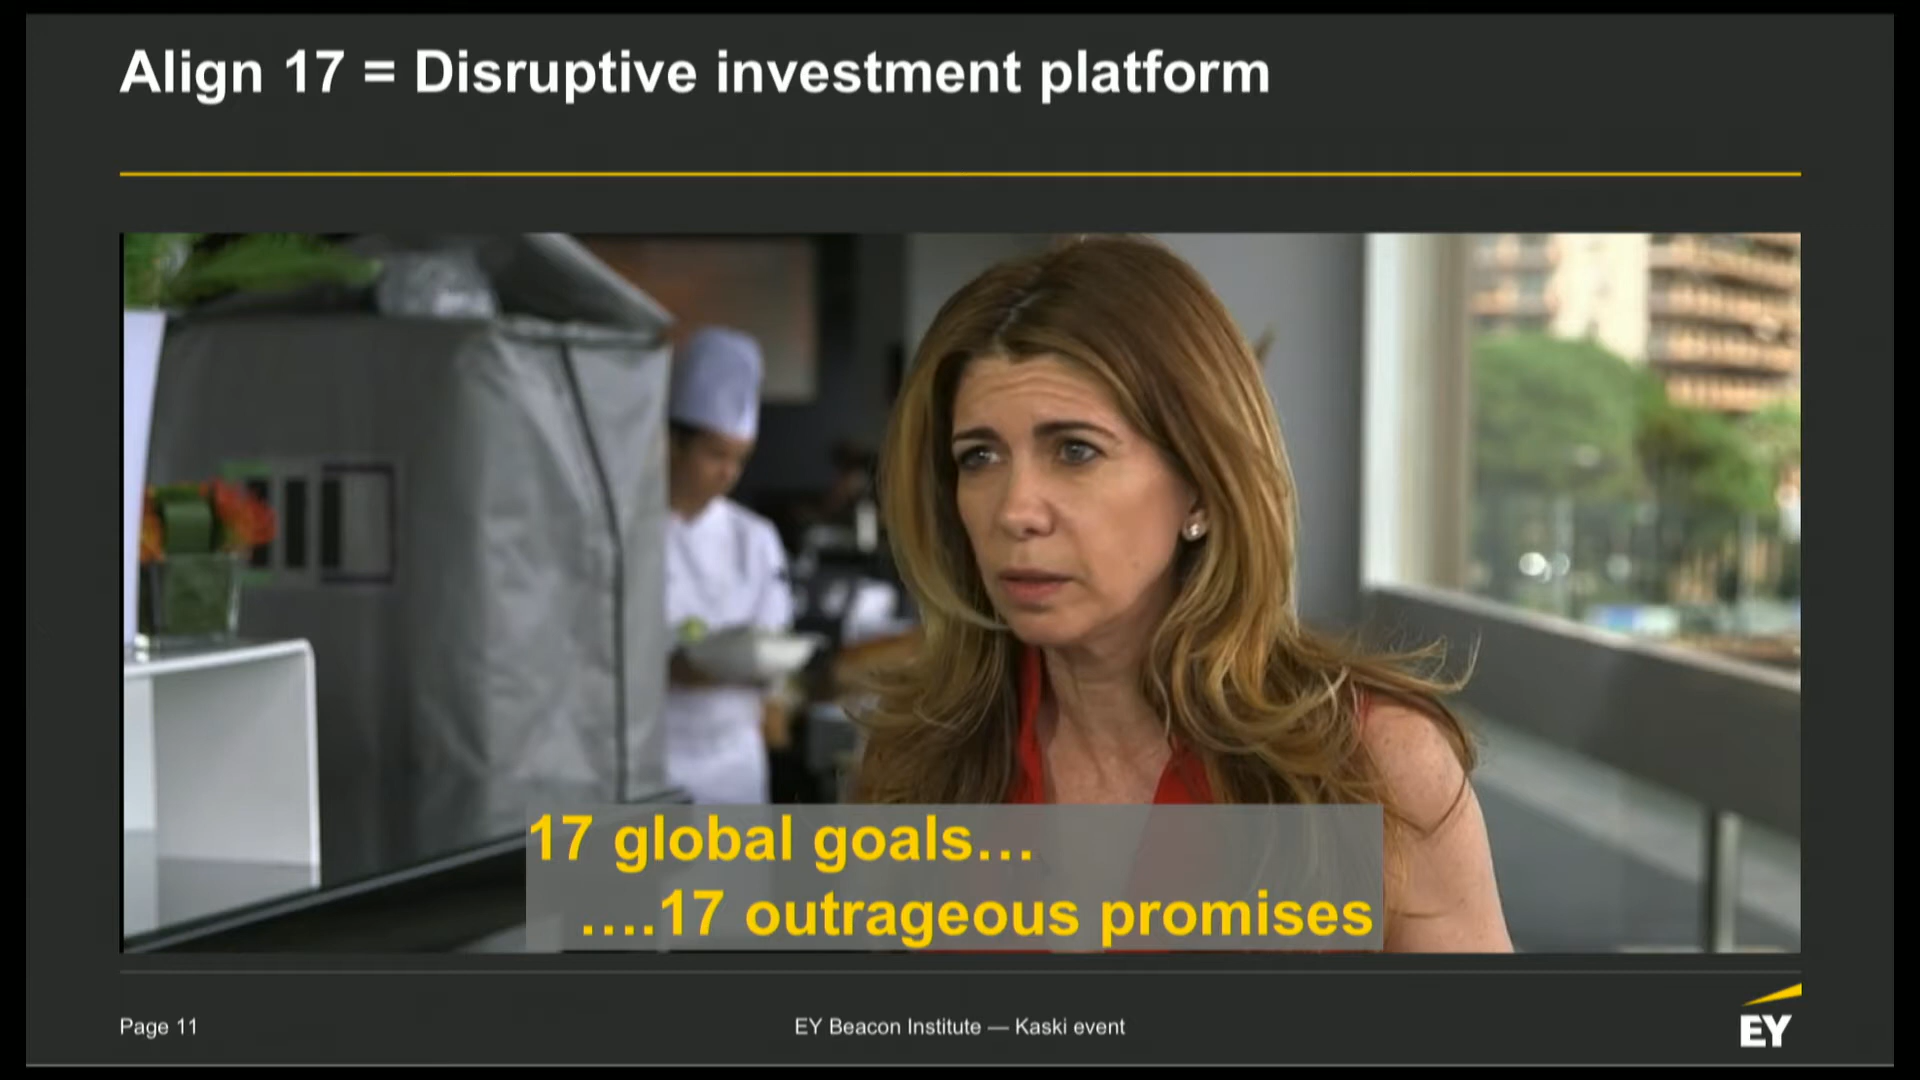 Align 17 = Disruptive investment platform
17 global goals…
….17 outrageous promises
Page 11
EY Beacon Institute — Kaski event
EY